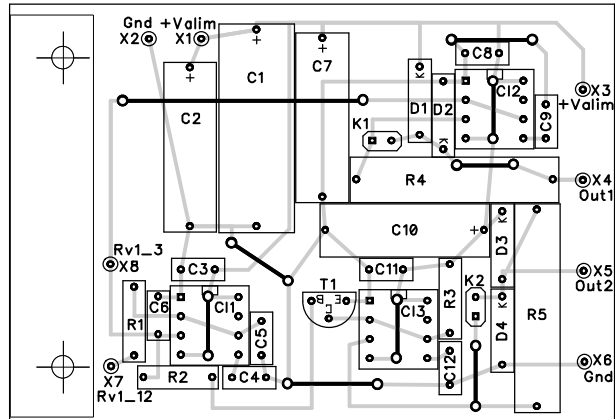 Gnd +Valim
X2 X1
C1
C7
C8
C2
K
D1
D2
CI2
C9
X3
+Valim
K1
K
R4
X4
Out1
C10
K
D3
Rv1_3
X8
C3
C11
X5
Out2
R1
C6
CI1
C5
T1
B
E
CI3
R3
K2
K
D4
R5
R2
C4
C12
X6
Gnd
X7
Rv1_12